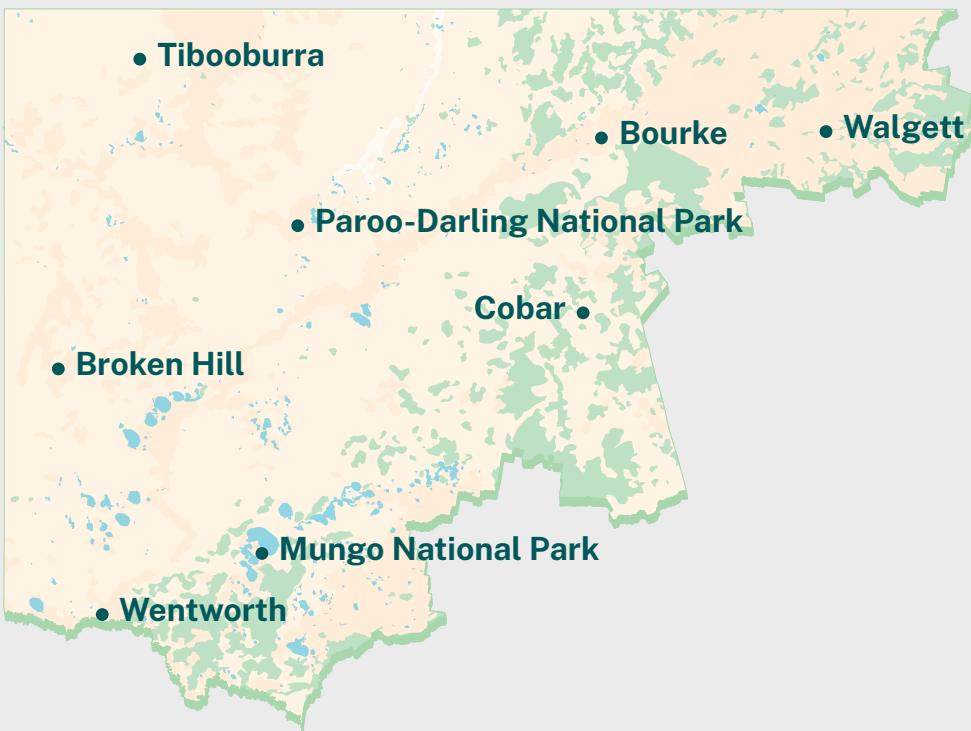 Tibooburra
Bourke
Walgett
Paroo-Darling National Park
Cobar
Broken Hill
Mungo National Park
Wentworth